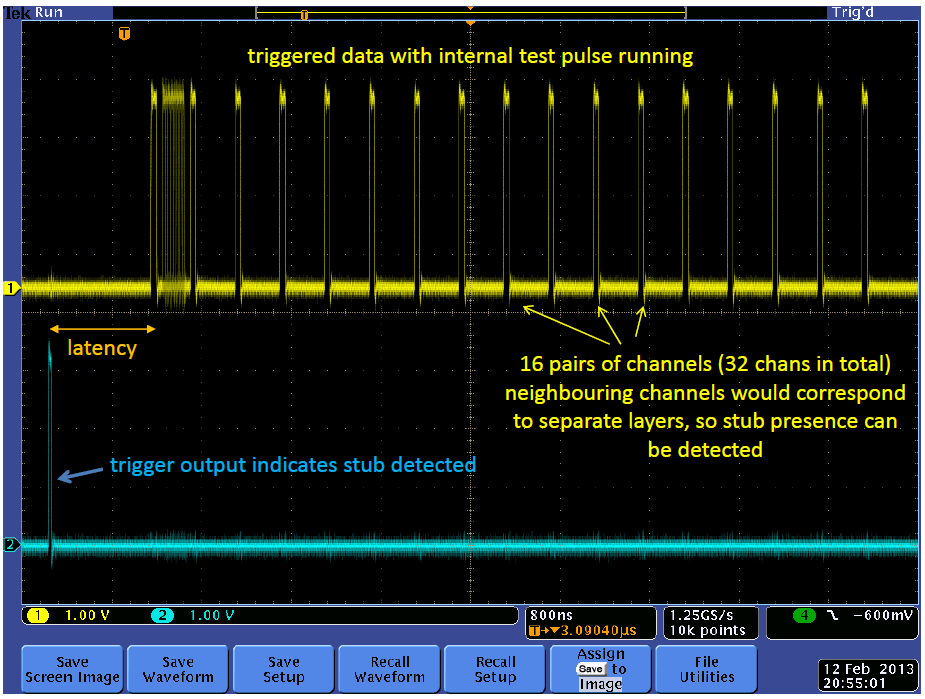 Tek Run
Trig'd
T
T
triggered data with internal test pulse running
1
latency
16 pairs of channels (32 chans in total)
neighbouring channels would correspond
to separate layers, so stub presence can
be detected
trigger output indicates stub detected
2
1 1.00 V 2 1.00 V
800ns
T→▼3.09040µs
1.25GS/s
10k points
4 -600mV
Save
Screen Image
Save
Waveform
Save
Setup
Recall
Waveform
Recall
Setup
Assign
Save to
Image
File
Utilities
12 Feb 2013
20:55:01